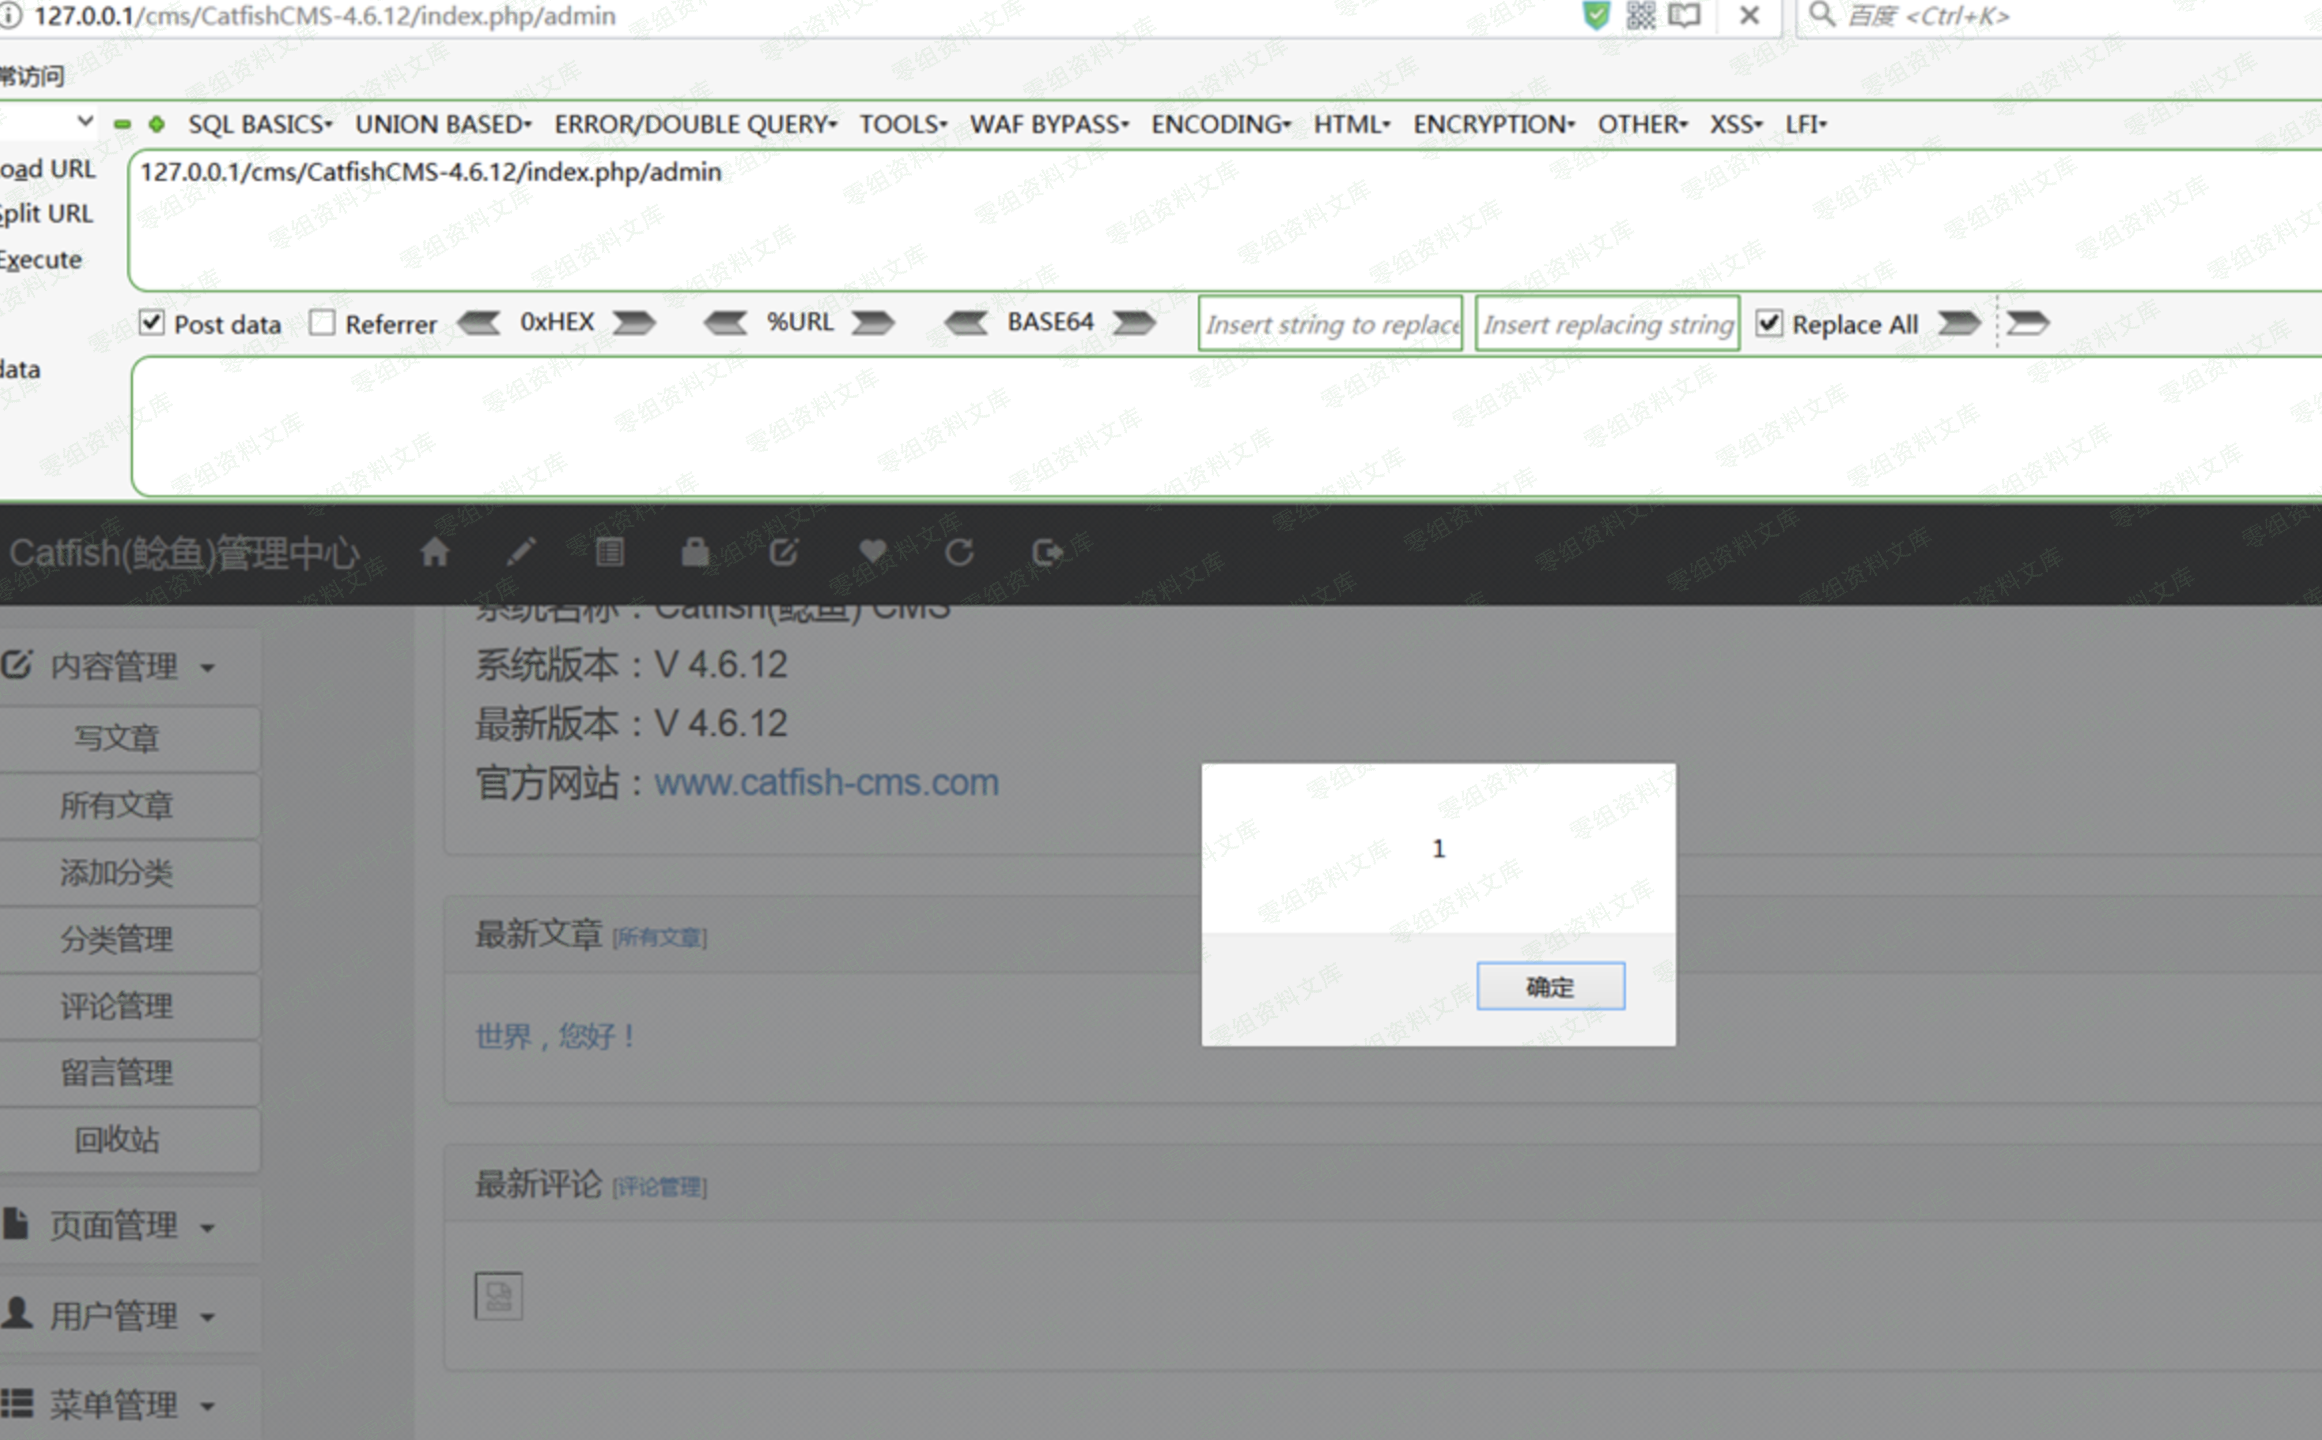 127.0.0.1/cms/CatfishCMS-4.6.12/index.php/admin
百度 <Ctrl+K>
常访问
SQL BASICS UNION BASED ERROR/DOUBLE QUERY TOOLS WAF BYPASS ENCODING HTML ENCRYPTION OTHER XSS LFI
oad URL
127.0.0.1/cms/CatfishCMS-4.6.12/index.php/admin
Split URL
Execute
Post data Referrer 0xHEX %URL BASE64 Insert string to replace Insert replacing string Replace All
data
Catfish(鲶鱼)管理中心
系统名称：Catfish(鲶鱼) CMS
内容管理
系统版本：V 4.6.12
写文章
最新版本：V 4.6.12
官方网站：www.catfish-cms.com
所有文章
1
添加分类
分类管理
最新文章 [所有文章]
确定
评论管理
世界，您好！
留言管理
回收站
最新评论 [评论管理]
页面管理
用户管理
菜单管理
零组资料文库